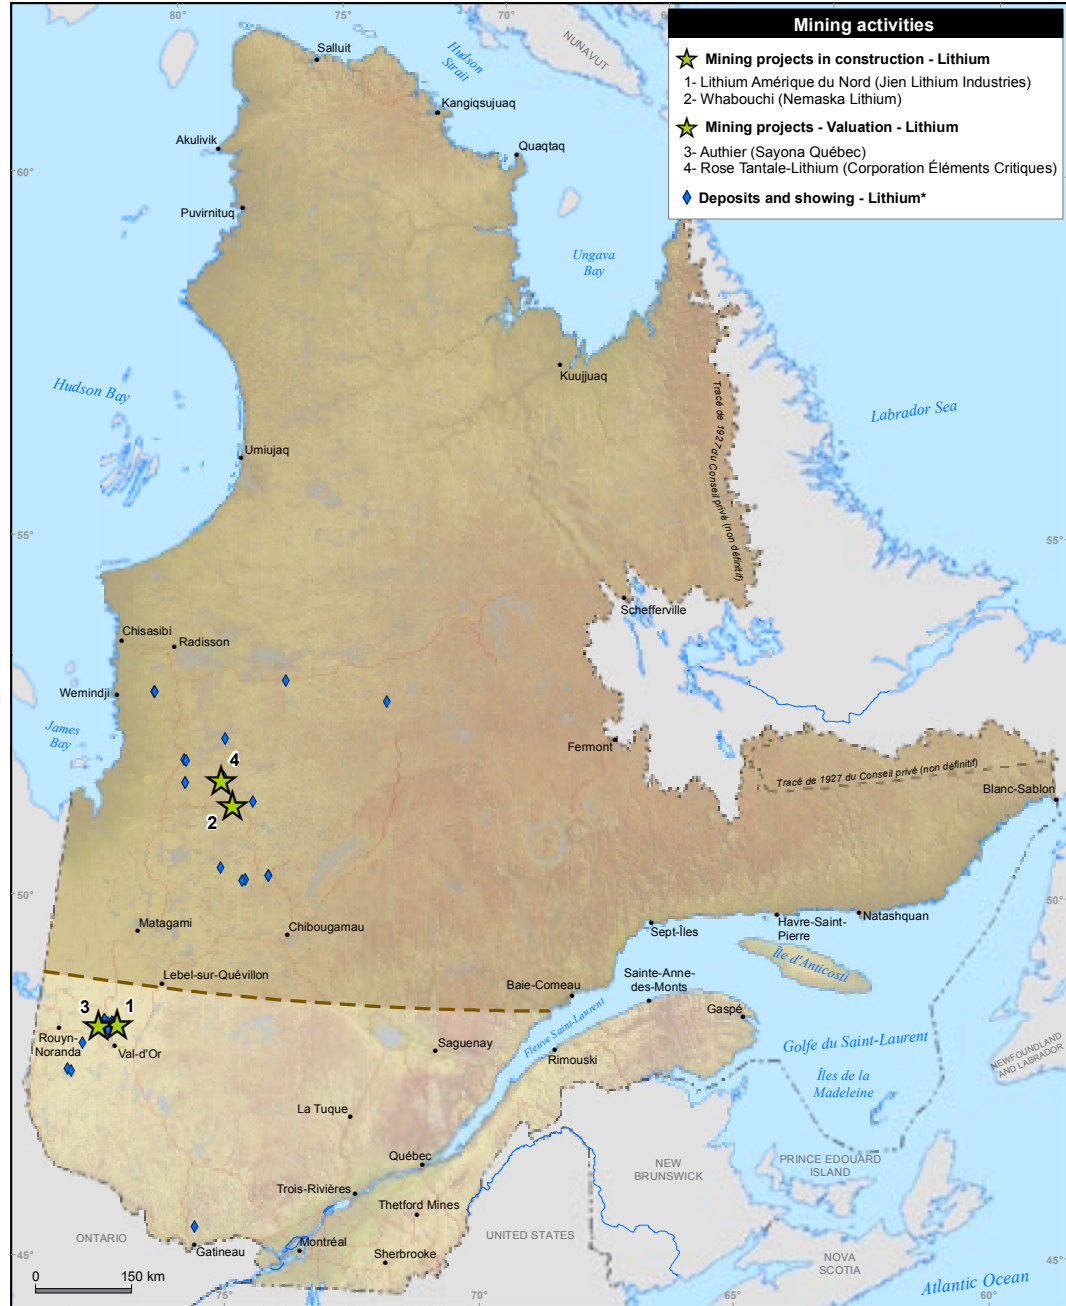 80°
75°
70°
Mining activities
Mining projects in construction - Lithium
1- Lithium Amérique du Nord (Jien Lithium Industries)
2- Whabouchi (Nemaska Lithium)
Mining projects - Valuation - Lithium
3- Authier (Sayona Québec)
4- Rose Tantale-Lithium (Corporation Éléments Critiques)
Deposits and showing - Lithium*
NUNAVUT
Salluit
Hudson
Strait
Kangiqsujuaq
Akulivik
Quaqtaq
60°
Puvirnituq
Ungava
Bay
Kuujjuaq
Hudson Bay
Labrador Sea
Tracé de 1927 du Conseil privé (non définitif)
Umiujaq
55°
55°
Schefferville
Chisasibi
Radisson
Wemindji
James
Bay
Fermont
4
Tracé de 1927 du Conseil privé (non définitif)
Blanc-Sablon
2
50°
50°
Matagami
Chibougamau
Sept-Îles
Havre-Saint-
Pierre
Natashquan
Île d'Anticosti
Lebel-sur-Quévillon
Baie-Comeau
Sainte-Anne-
des-Monts
Gaspé
3
1
Rouyn-
Noranda
Val-d'Or
Saguenay
Fleuve Saint-Laurent
Rimouski
Golfe du Saint-Laurent
Îles de la
Madeleine
NEWFOUNDLAND
AND LABRADOR
La Tuque
Québec
NEW
BRUNSWICK
PRINCE EDOUARD
ISLAND
Trois-Rivières
Thetford Mines
ONTARIO
Gatineau
Montréal
Sherbrooke
UNITED STATES
NOVA
SCOTIA
45°
45°
Atlantic Ocean
0
150 km
75°
70°
65°
60°